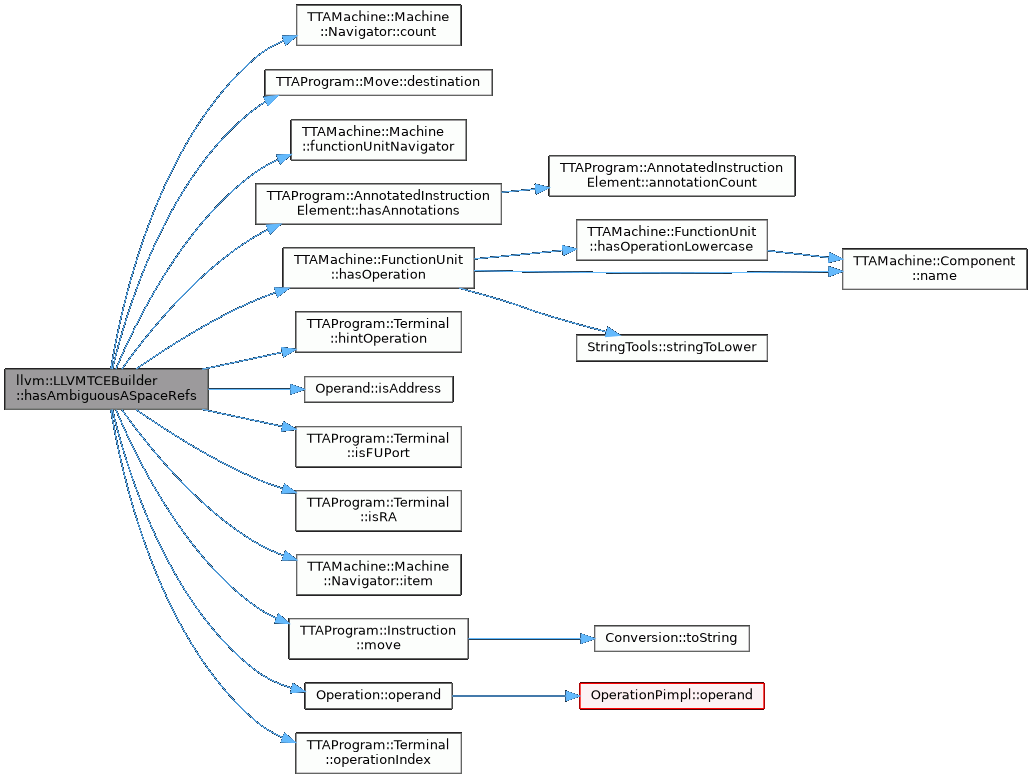 TTAMachine::Machine
::Navigator::count
TTAProgram::Move::destination
TTAMachine::Machine
::functionUnitNavigator
TTAProgram::AnnotatedInstruction
Element::hasAnnotations
TTAProgram::AnnotatedInstruction
Element::annotationCount
TTAMachine::FunctionUnit
::hasOperation
TTAMachine::FunctionUnit
::hasOperationLowercase
TTAMachine::Component
::name
StringTools::stringToLower
TTAProgram::Terminal
::hintOperation
llvm::LLVMTCEBuilder
::hasAmbiguousASpaceRefs
Operand::isAddress
TTAProgram::Terminal
::isFUPort
TTAProgram::Terminal
::isRA
TTAMachine::Machine
::Navigator::item
TTAProgram::Instruction
::move
Conversion::toString
Operation::operand
OperationPimpl::operand
TTAProgram::Terminal
::operationIndex